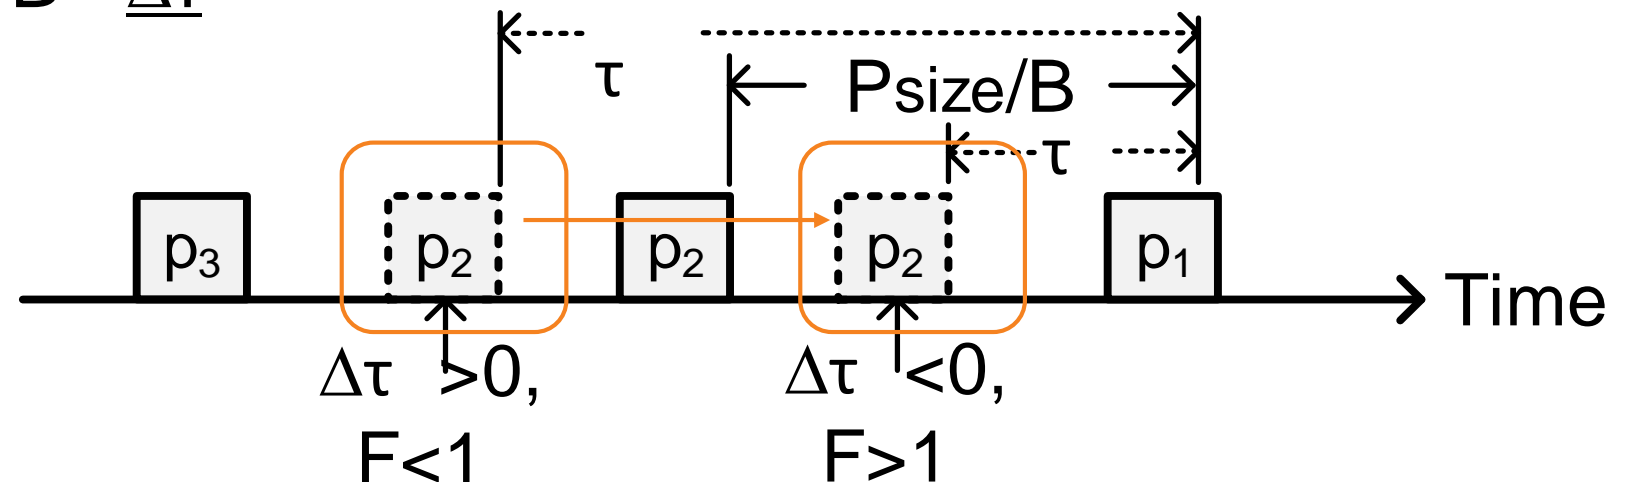 τ
Psize/B
τ
p3 p2 p2 p2 p1
Time
Δτ >0, Δτ <0,
F<1 F>1